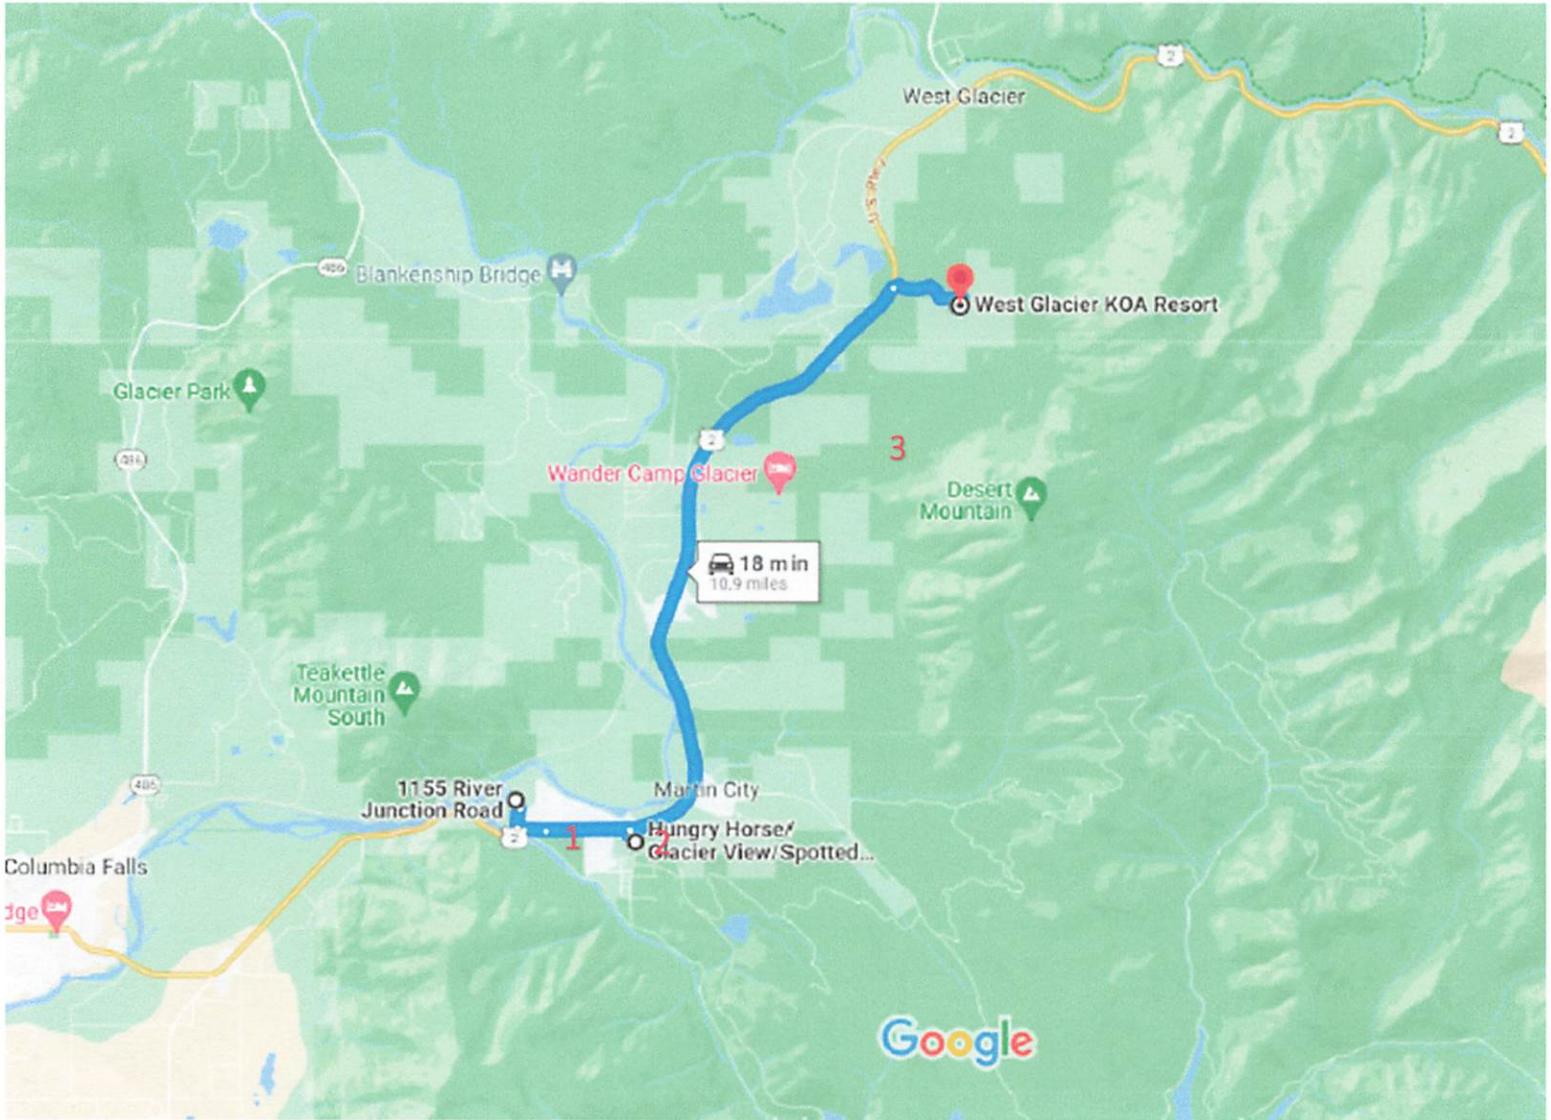 2
West Glacier
2
U.S. Rte 2
486
Blankenship Bridge
West Glacier KOA Resort
Glacier Park
2
3
486
Wander Camp Glacier
Desert
Mountain
18 min
10.9 miles
Teakettle
Mountain
South
486
1155 River
Junction Road
Martin City
2
1
2
Hungry Horse/
Glacier View/Spotted...
Columbia Falls
dge
Google